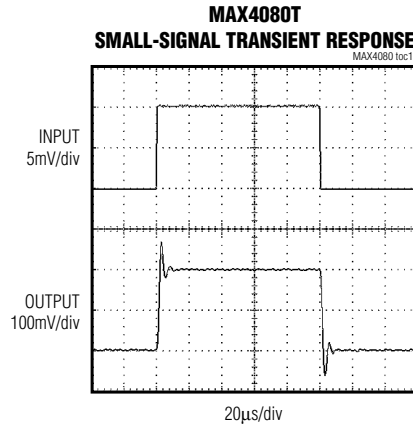 MAX4080T
SMALL-SIGNAL TRANSIENT RESPONSE
MAX4080 toc1
INPUT
5mV/div
OUTPUT
100mV/div
20μs/div